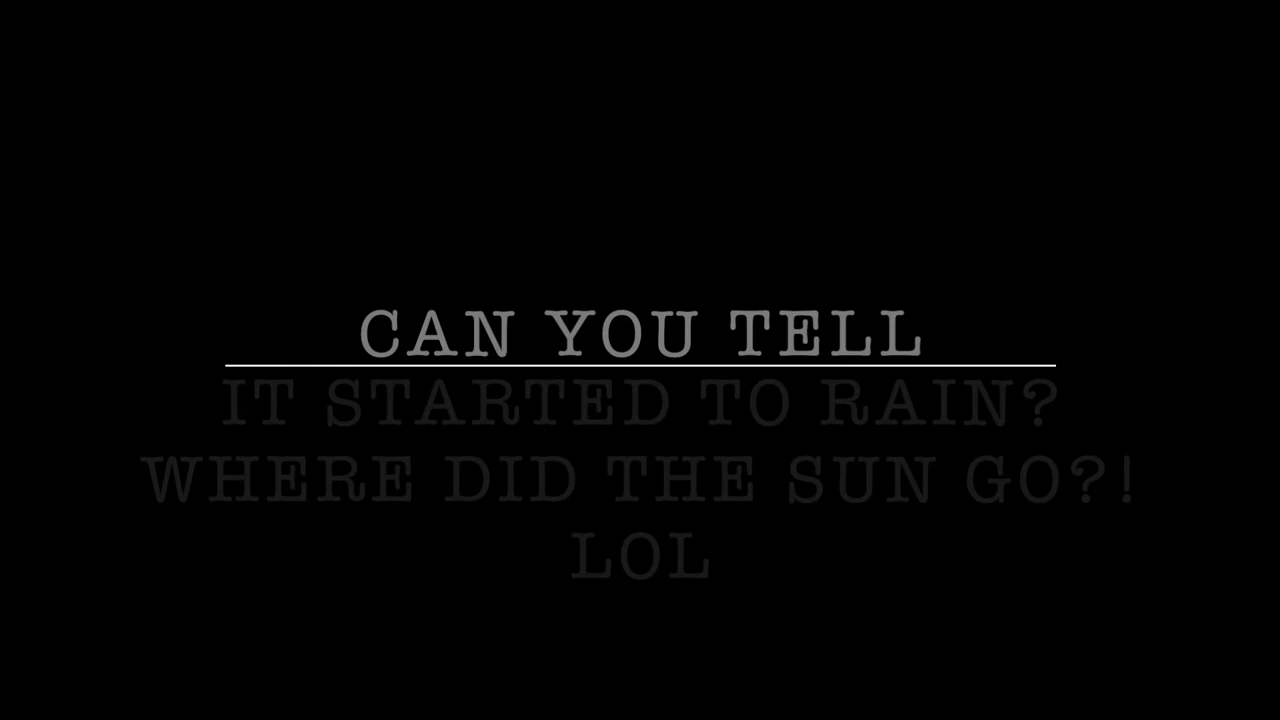 CAN YOU TELL
IT STARTED TO RAIN?
WHERE DID THE SUN GO?!
LOL